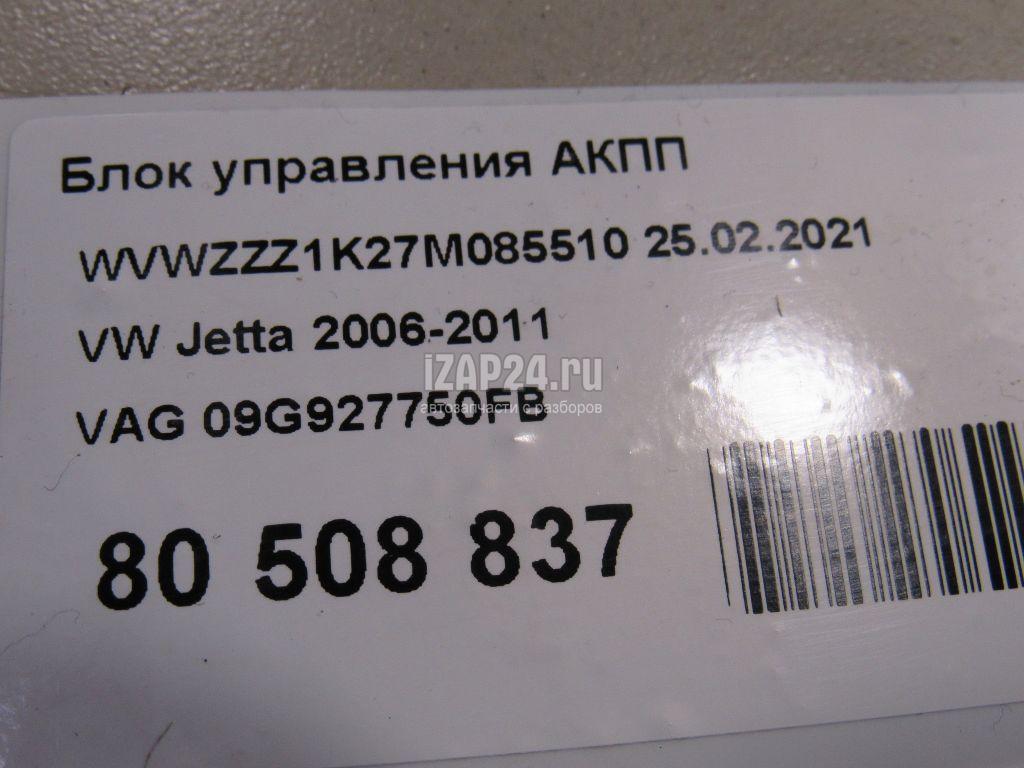 Блок управления АКПП
WVWZZZ1K27M085510 25.02.2021
VW Jetta 2006-2011
iZAP24.ru
автозапчасти с разборов
VAG 09G927750FB
80 508 837